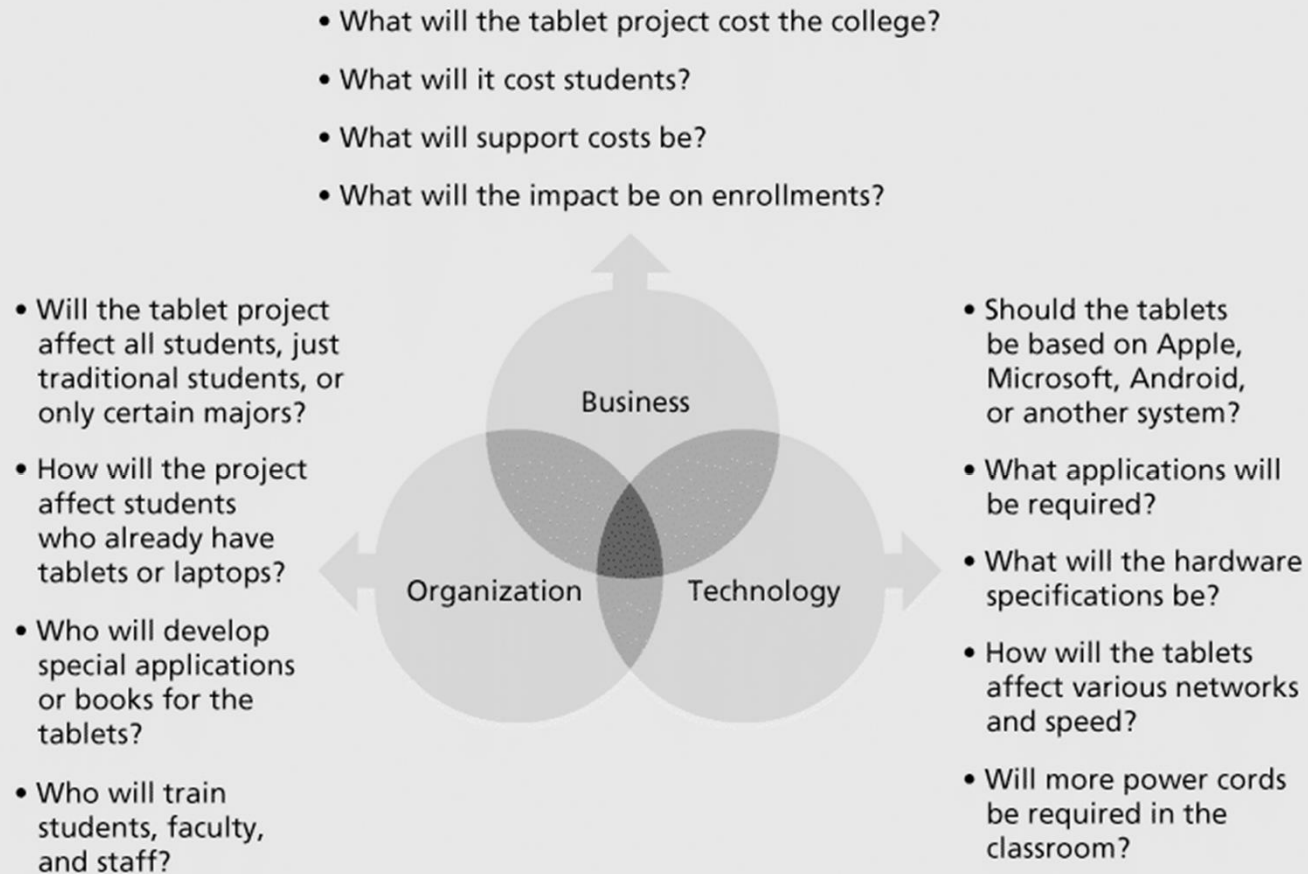 • What will the tablet project cost the college?
• What will it cost students?
• What will support costs be?
• What will the impact be on enrollments?
• Will the tablet project
affect all students, just
traditional students, or
only certain majors?
• How will the project
affect students
who already have
tablets or laptops?
• Who will develop
special applications
or books for the
tablets?
• Who will train
students, faculty,
and staff?
Business
Organization
Technology
• Should the tablets
be based on Apple,
Microsoft, Android,
or another system?
• What applications will
be required?
• What will the hardware
specifications be?
• How will the tablets
affect various networks
and speed?
• Will more power cords
be required in the
classroom?